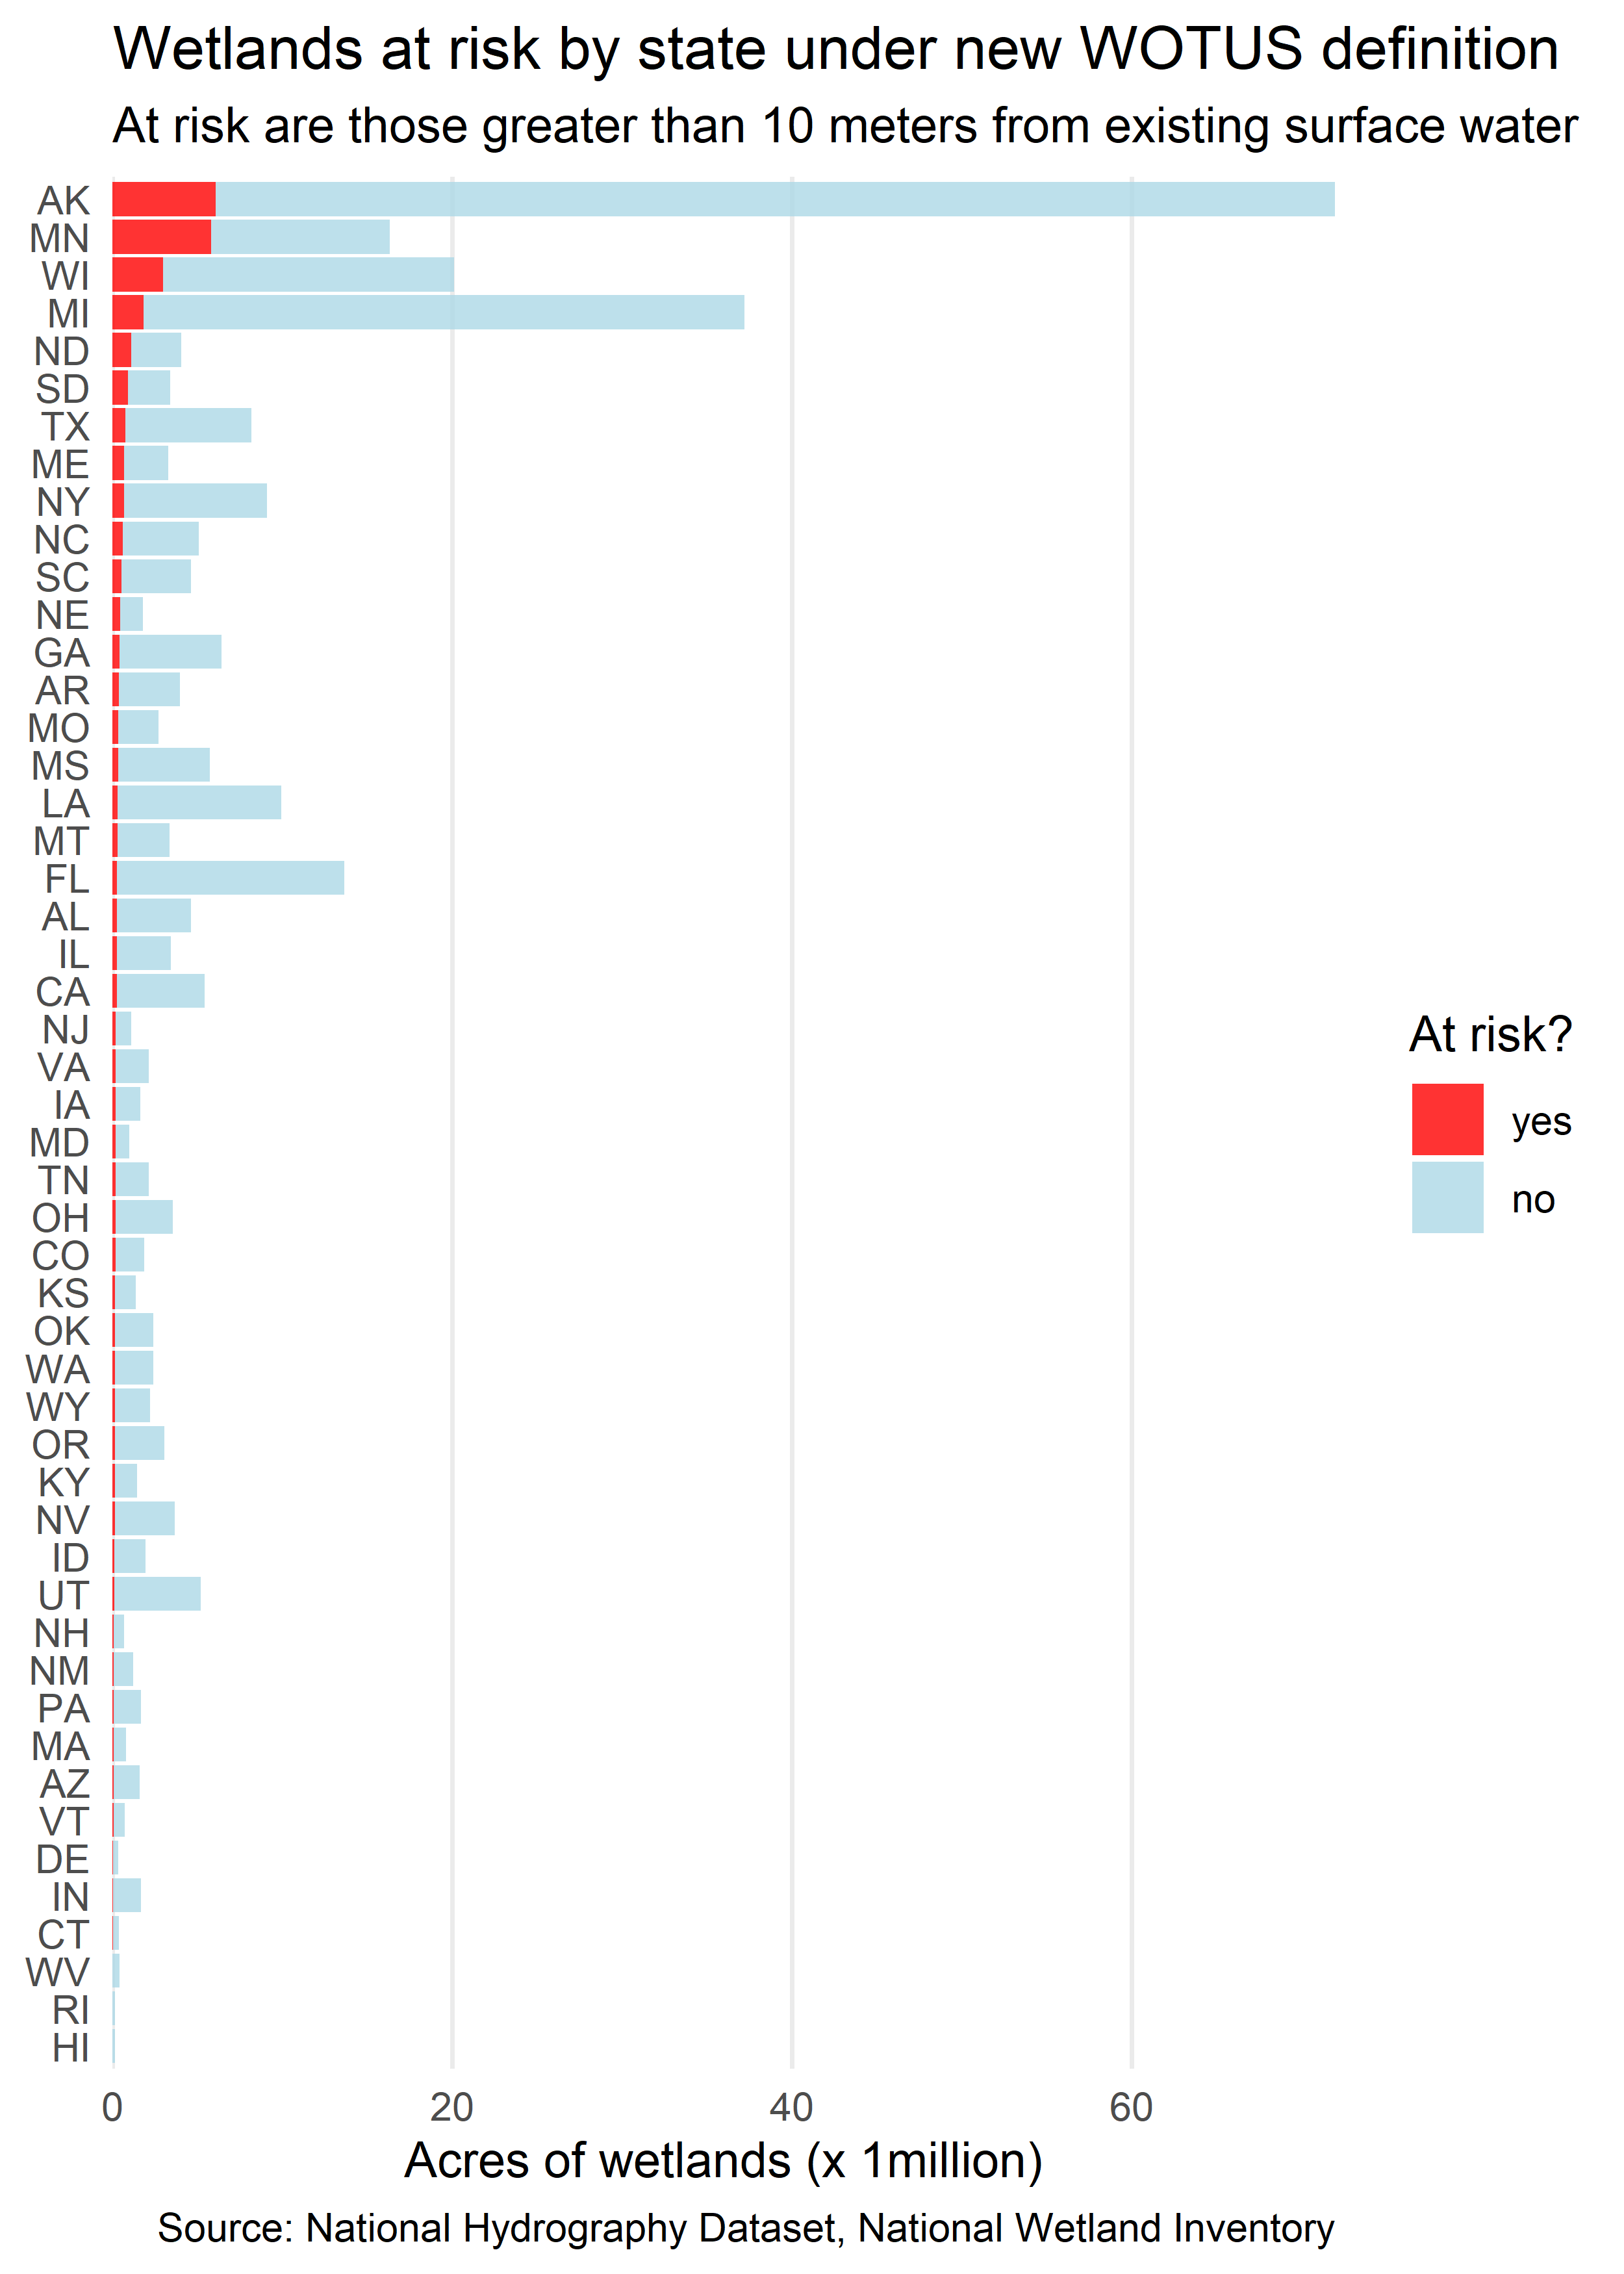 Wetlands at risk by state under new WOTUS definition
At risk are those greater than 10 meters from existing surface water
AK
MN
WI
MI
ND
SD
TX
ME
NY
NC
SC
NE
GA
AR
MO
MS
LA
MT
FL
AL
IL
CA
NJ
VA
IA
MD
TN
OH
CO
KS
OK
WA
WY
OR
KY
NV
ID
UT
NH
NM
PA
MA
AZ
VT
DE
IN
CT
WV
RI
HI
At risk?
yes
no
0 20 40 60
Acres of wetlands (x 1million)
Source: National Hydrography Dataset, National Wetland Inventory